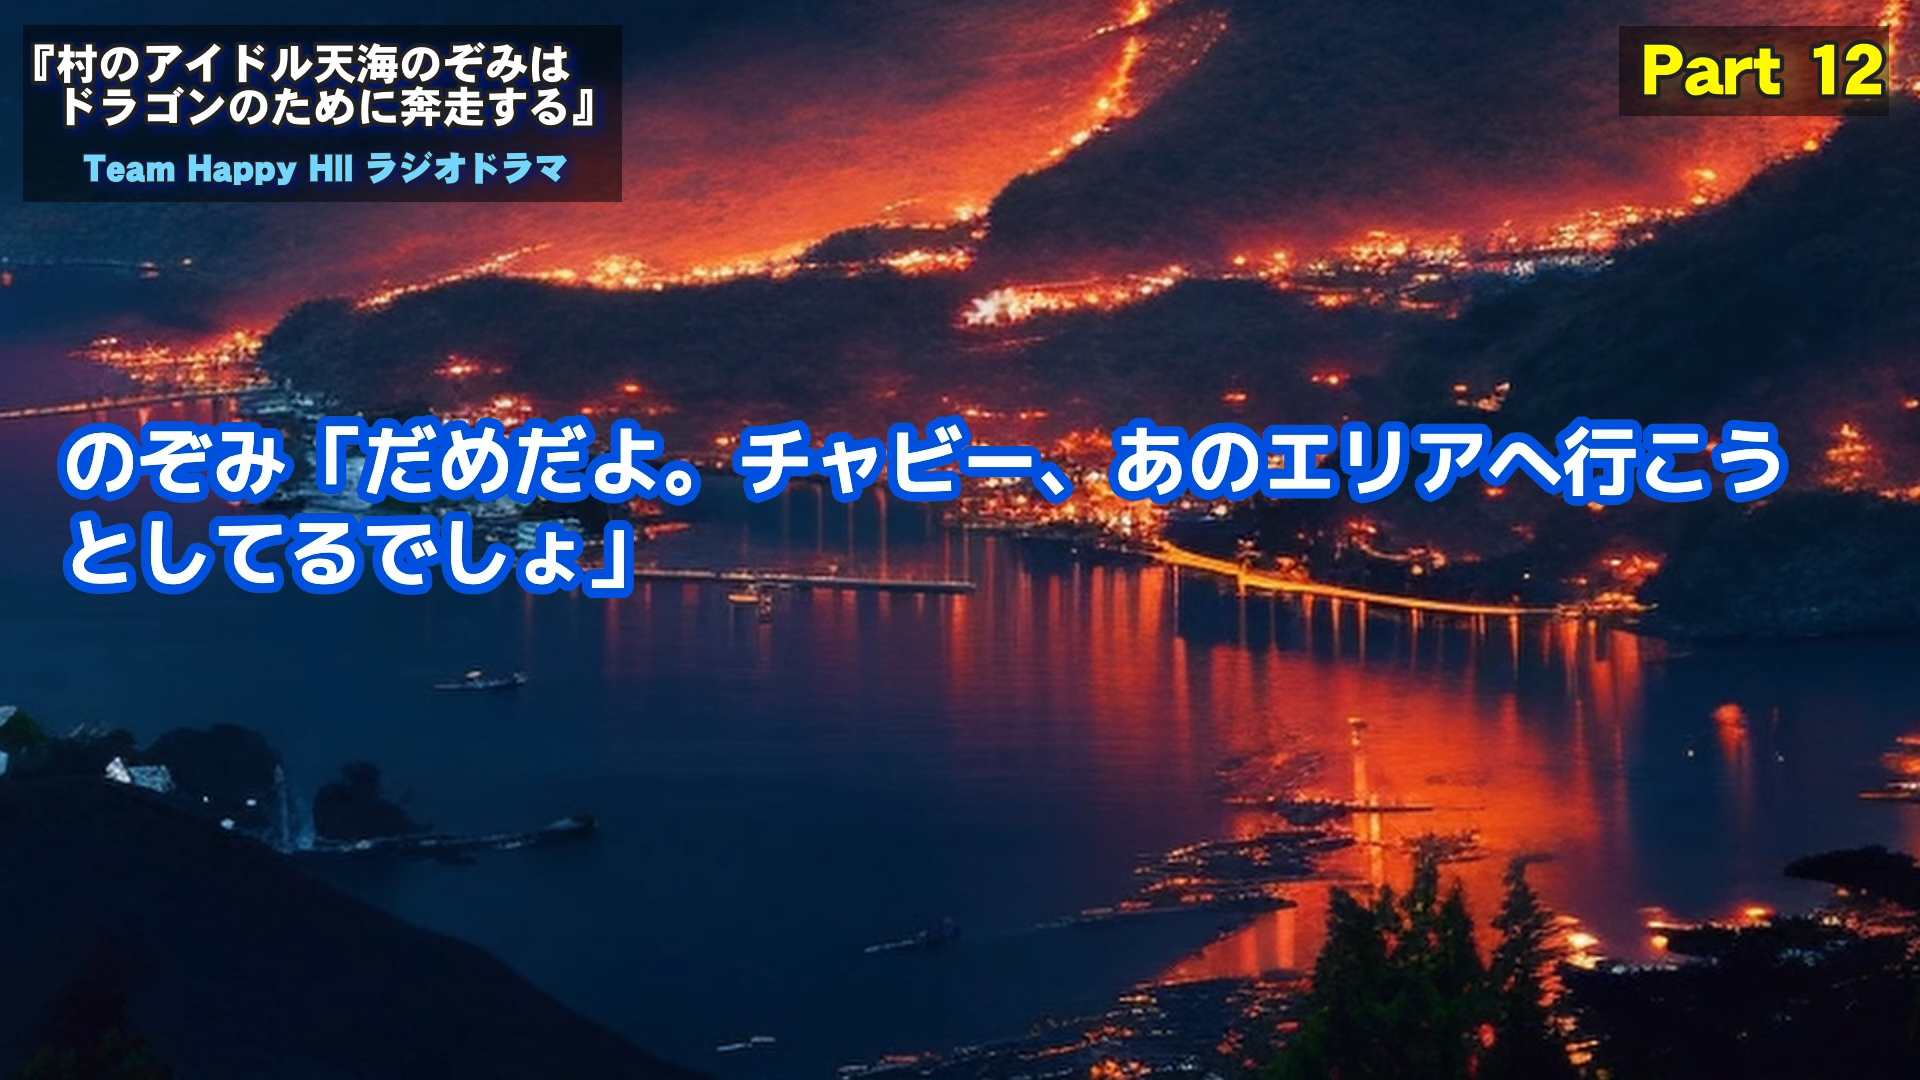 『村のアイドル天海のぞみは
ドラゴンのために奔走する』
Team Happy HIl ラジオドラマ
Part 12
のぞみ「だめだよ。チャビー、あのエリアへ行こう
としてるでしょ」